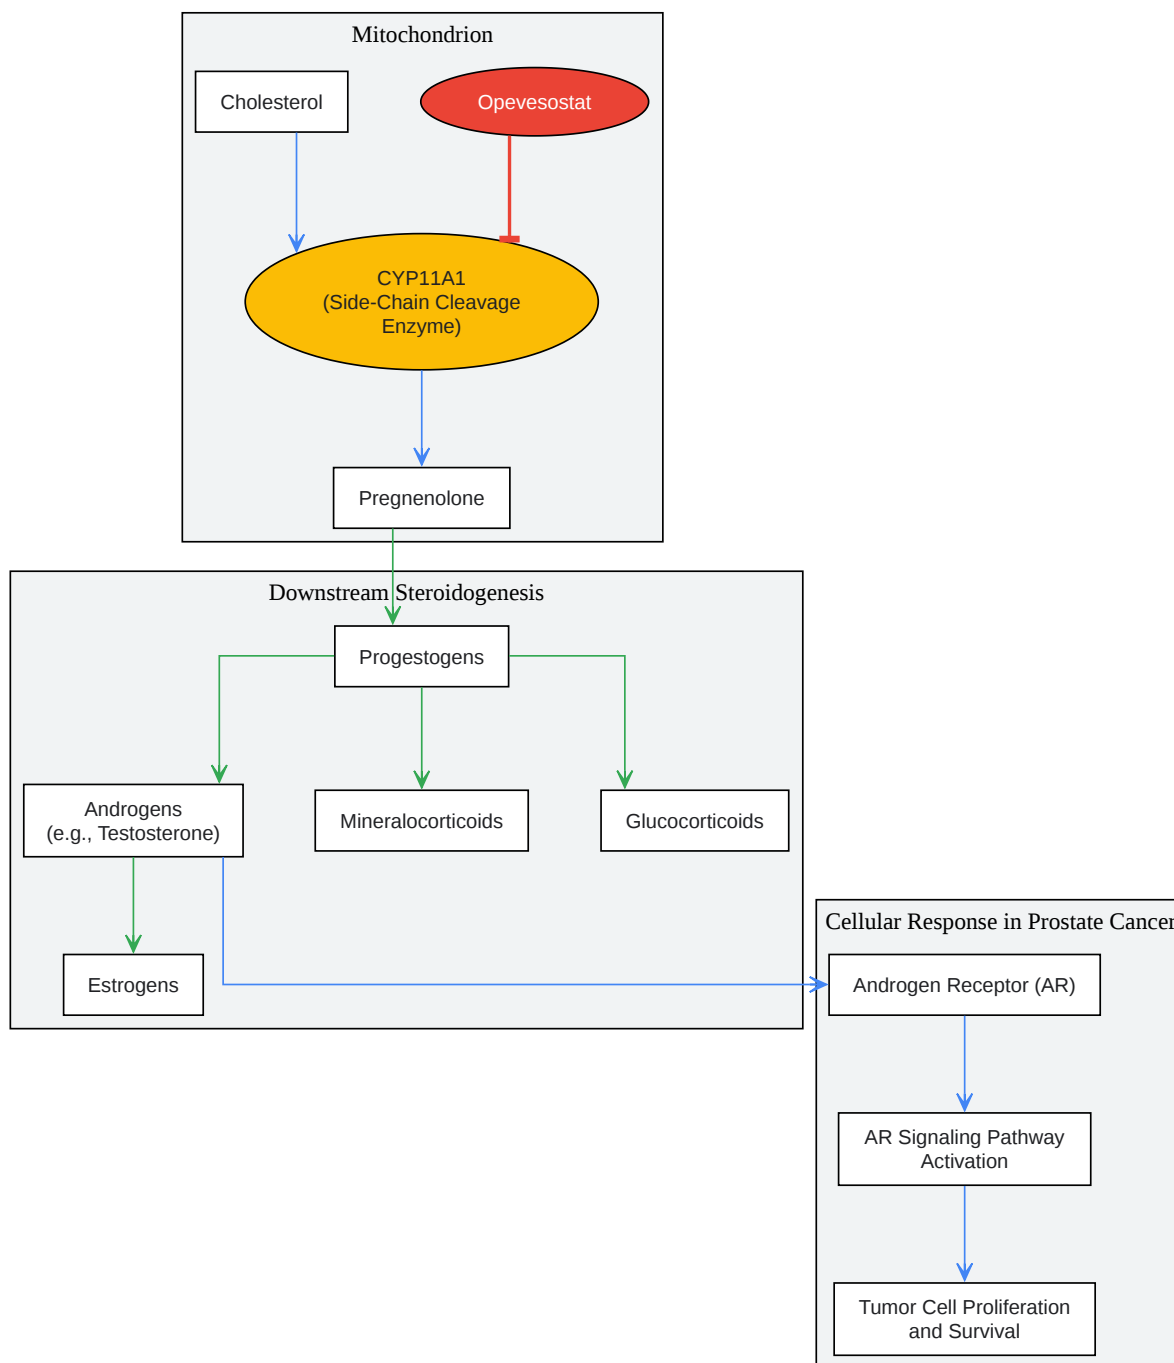 Mitochondrion
Cholesterol
Opevesostat
CYP11A1
(Side-Chain Cleavage
Enzyme)
Pregnenolone
Downstream Steroidogenesis
Progestogens
Androgens
(e.g., Testosterone)
Mineralocorticoids
Glucocorticoids
Estrogens
Cellular Response in Prostate Cancer
Androgen Receptor (AR)
AR Signaling Pathway
Activation
Tumor Cell Proliferation
and Survival